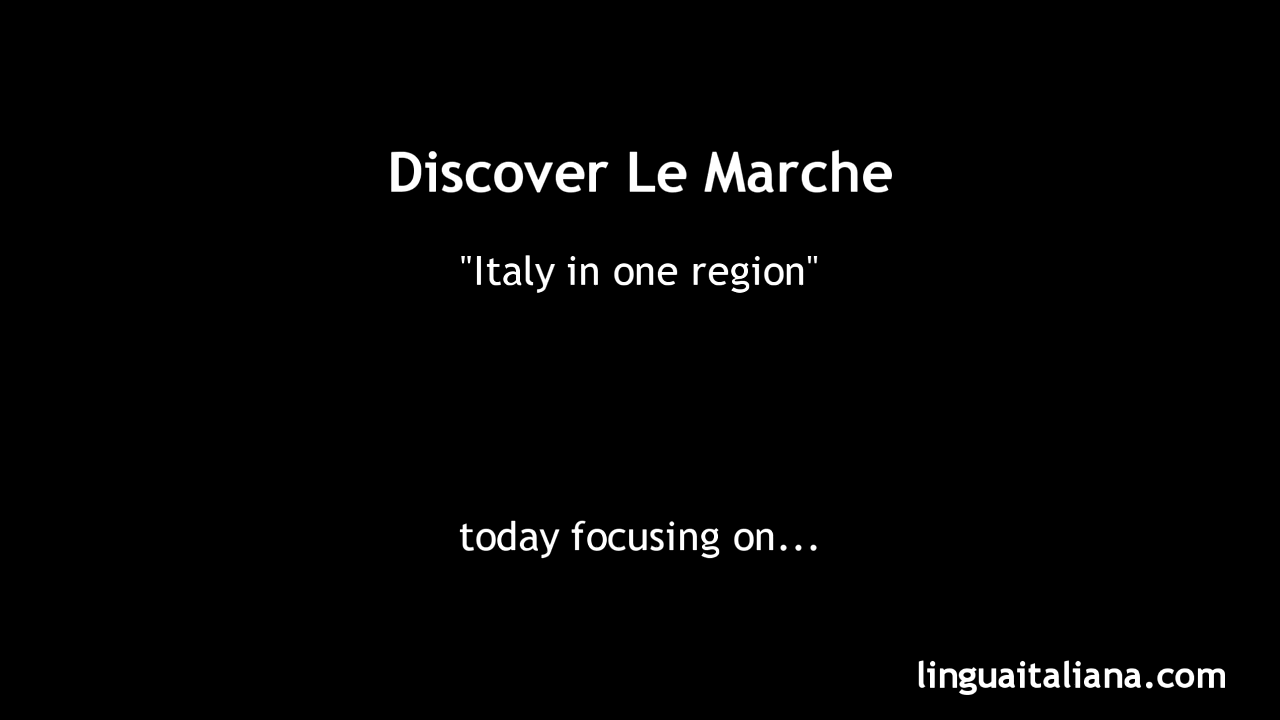 Discover Le Marche
"Italy in one region"
today focusing on...
linguaitaliana.com